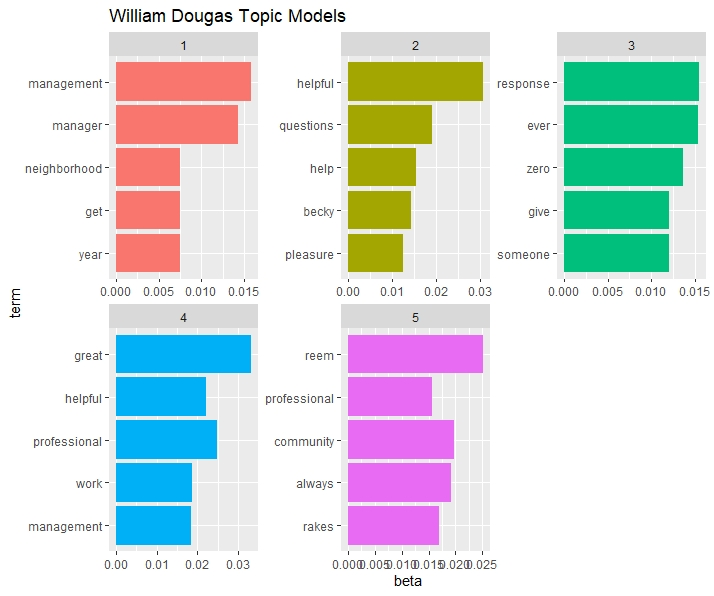 William Dougas Topic Models
1
2
3
management
manager
neighborhood
get
year
helpful
questions
help
becky
pleasure
response
ever
zero
give
someone
0.000 0.005 0.010 0.015
0.00 0.01 0.02 0.03
0.000 0.005 0.010 0.015
term
4
5
great
helpful
professional
work
management
reem
professional
community
always
rakes
0.00 0.01 0.02 0.03
0.000 0.005 0.010 0.015 0.020 0.025
beta